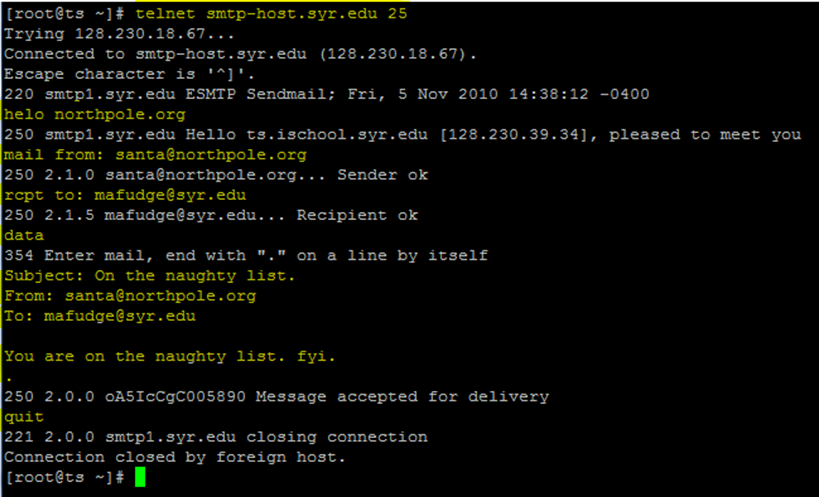 [root@ts ~]# telnet smtp-host.syr.edu 25
Trying 128.230.18.67...
Connected to smtp-host.syr.edu (128.230.18.67).
Escape character is '^]'.
220 smtp1.syr.edu ESMTP Sendmail; Fri, 5 Nov 2010 14:38:12 -0400
helo northpole.org
250 smtp1.syr.edu Hello ts.ischool.syr.edu [128.230.39.34], pleased to meet you
mail from: santa@northpole.org
250 2.1.0 santa@northpole.org... Sender ok
rcpt to: mafudge@syr.edu
250 2.1.5 mafudge@syr.edu... Recipient ok
data
354 Enter mail, end with "." on a line by itself
Subject: On the naughty list.
From: santa@northpole.org
To: mafudge@syr.edu

You are on the naughty list. fyi.
.
250 2.0.0 oA5IcCgC005890 Message accepted for delivery
quit
221 2.0.0 smtp1.syr.edu closing connection
Connection closed by foreign host.
[root@ts ~]#